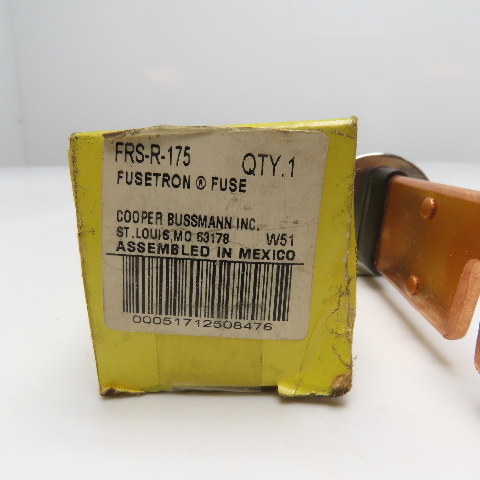 FRS-R-175 QTY.1
FUSETRON ® FUSE
COOPER BUSSMANN INC.
ST. LOUIS, MO 63178 W51
ASSEMBLED IN MEXICO
00051712508476